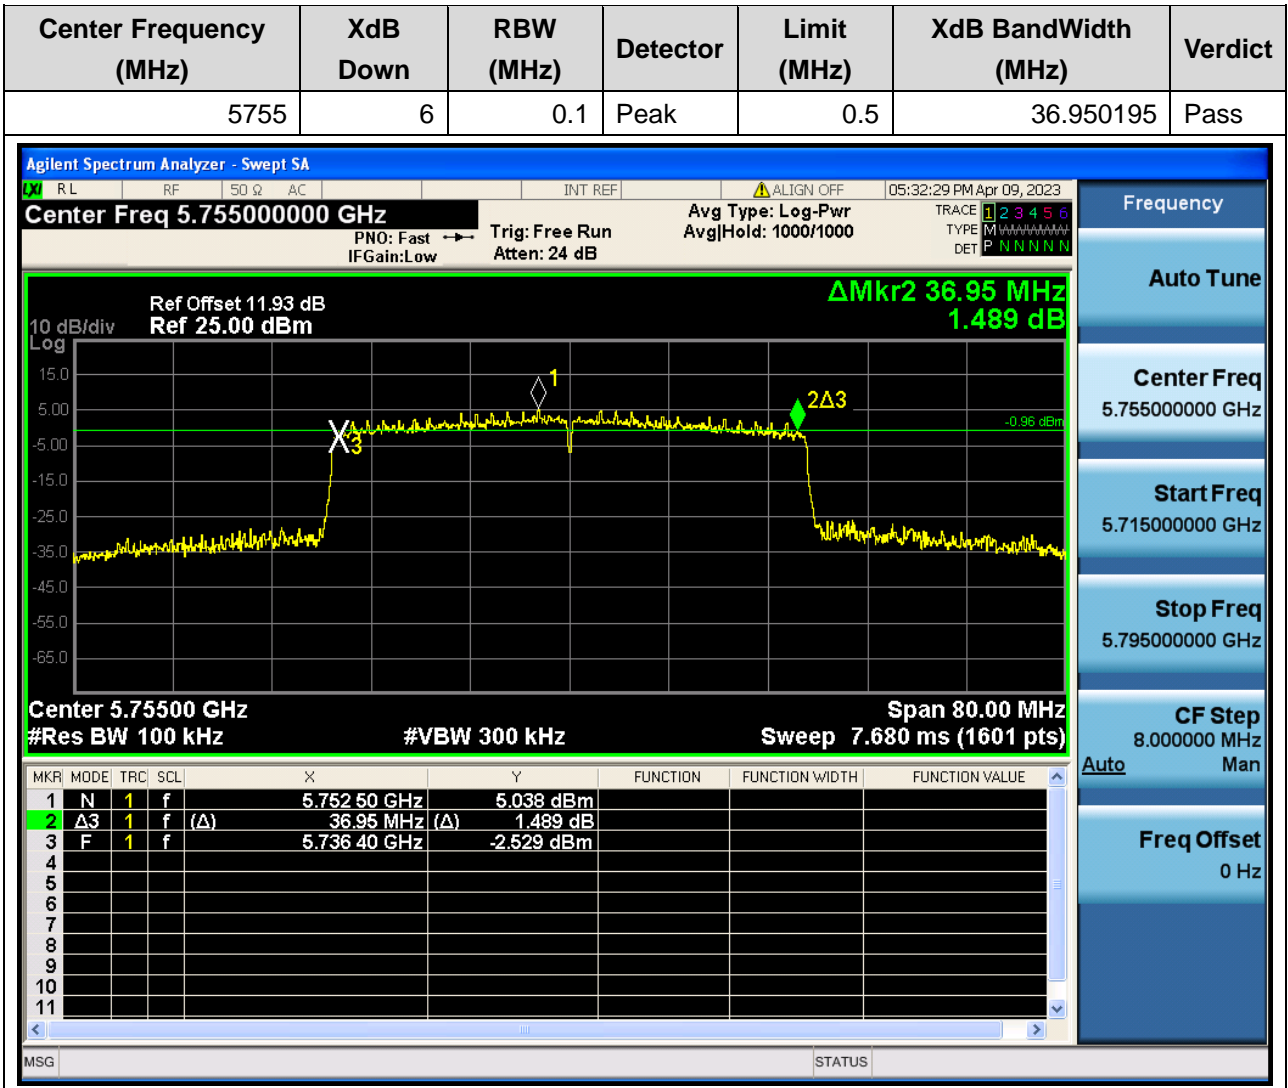 Center Frequency (MHz) XdB Down RBW (MHz) Detector Limit (MHz) XdB BandWidth (MHz) Verdict
5755 6 0.1 Peak 0.5 36.950195 Pass
Agilent Spectrum Analyzer - Swept SA
LXI RL RF 50 Ω AC INT REF ALIGN OFF 05:32:29 PM Apr 09, 2023
Center Freq 5.755000000 GHz
PNO: Fast
IFGain:Low
Trig: Free Run
Atten: 24 dB
Avg Type: Log-Pwr
Avg|Hold: 1000/1000
TRACE 1 2 3 4 5 6
TYPE M WWWWW
DET P N N N N N
Ref Offset 11.93 dB
Ref 25.00 dBm
10 dB/div
Log
ΔMkr2 36.95 MHz
1.489 dB
15.0
5.00
-5.00
-15.0
-25.0
-35.0
-45.0
-55.0
-65.0
1
2Δ3
3
-0.96 dBm
Center 5.75500 GHz
Span 80.00 MHz
#Res BW 100 kHz
#VBW 300 kHz
Sweep 7.680 ms (1601 pts)
MKR MODE TRC SCL X Y FUNCTION FUNCTION WIDTH FUNCTION VALUE
1 N 1 f 5.752 50 GHz 5.038 dBm
2 Δ3 1 f (Δ) 36.95 MHz (Δ) 1.489 dB
3 F 1 f 5.736 40 GHz -2.529 dBm
4
5
6
7
8
9
10
11
MSG
STATUS
Frequency
Auto Tune
Center Freq
5.755000000 GHz
Start Freq
5.715000000 GHz
Stop Freq
5.795000000 GHz
CF Step
8.000000 MHz
Auto Man
Freq Offset
0 Hz